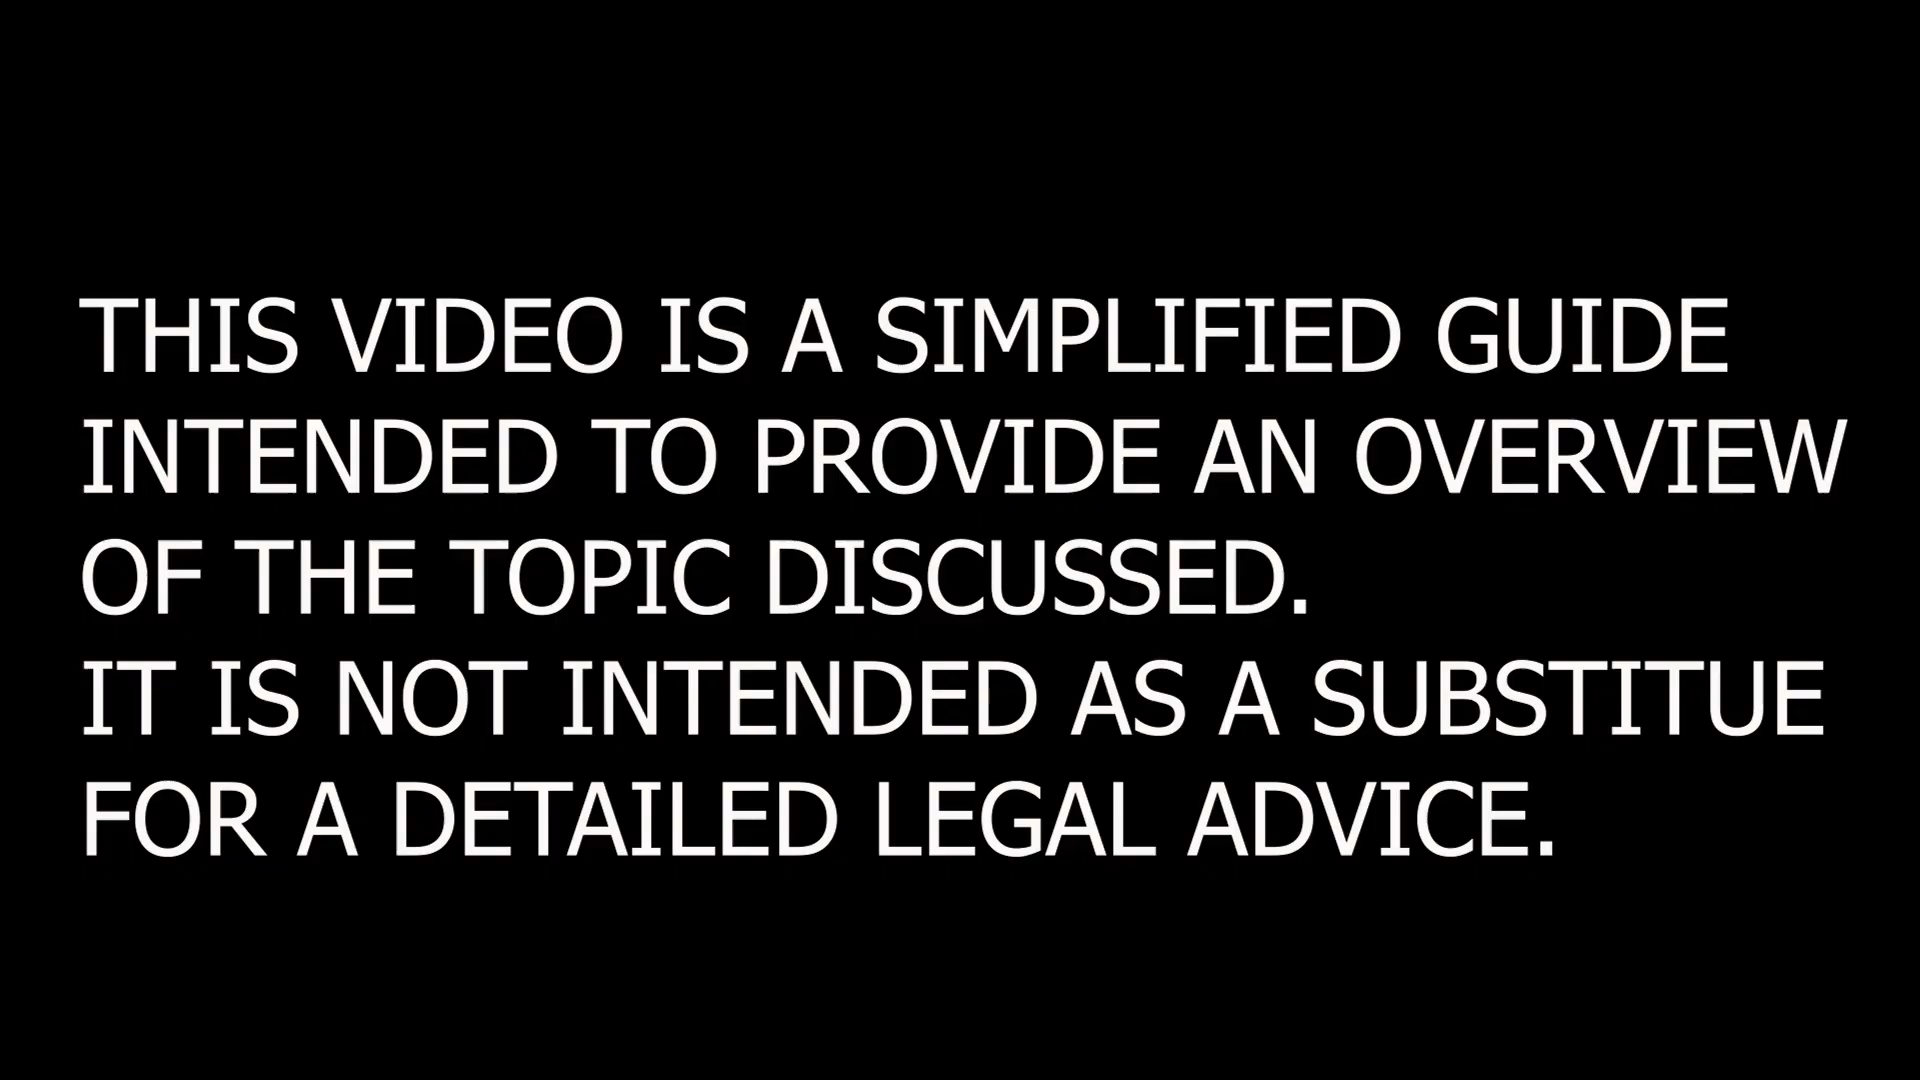 THIS VIDEO IS A SIMPLIFIED GUIDE
INTENDED TO PROVIDE AN OVERVIEW
OF THE TOPIC DISCUSSED.
IT IS NOT INTENDED AS A SUBSTITUE
FOR A DETAILED LEGAL ADVICE.